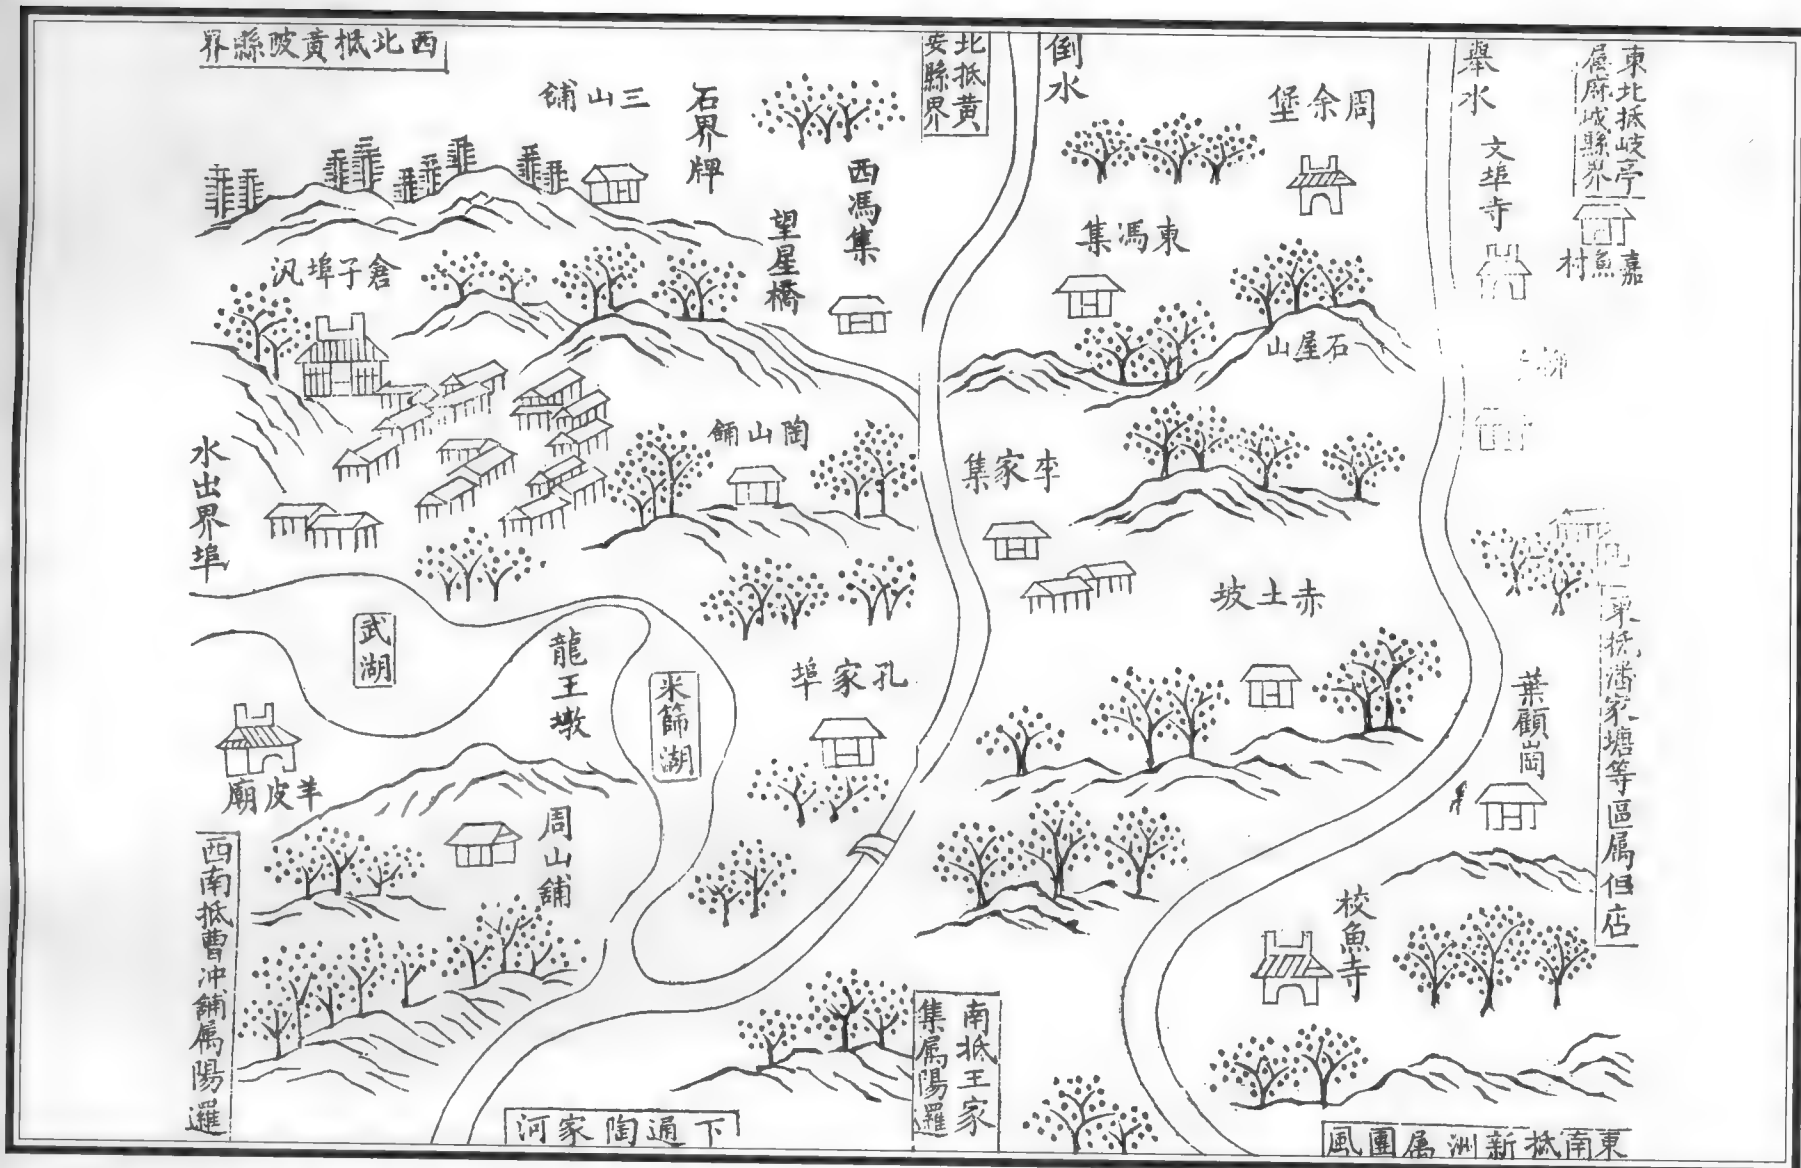 東北抵岐亭
屬府城縣界
嘉魚村
舉水
文埠寺
周余堡
倒水
東馮集
石屋山
李家集
赤土坡
葉顧崗
東抵潘家塘等區屬但店
校魚寺
東南抵新洲屬團風
北抵黃
安縣界
西馮集
望星橋
石界牌
三山舖
西北抵黃陂縣界
倉子埠汛
陶山舖
水出界埠
武湖
龍王墩
米篩湖
孔家埠
羊皮廟
周山舖
西南抵曹冲舖属陽邏
下通陶家河
南抵王家
集属陽邏